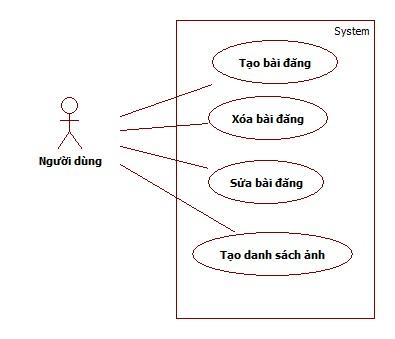 System
Tạo bài đăng
Xóa bài đăng
Người dùng
Sửa bài đăng
Tạo danh sách ảnh